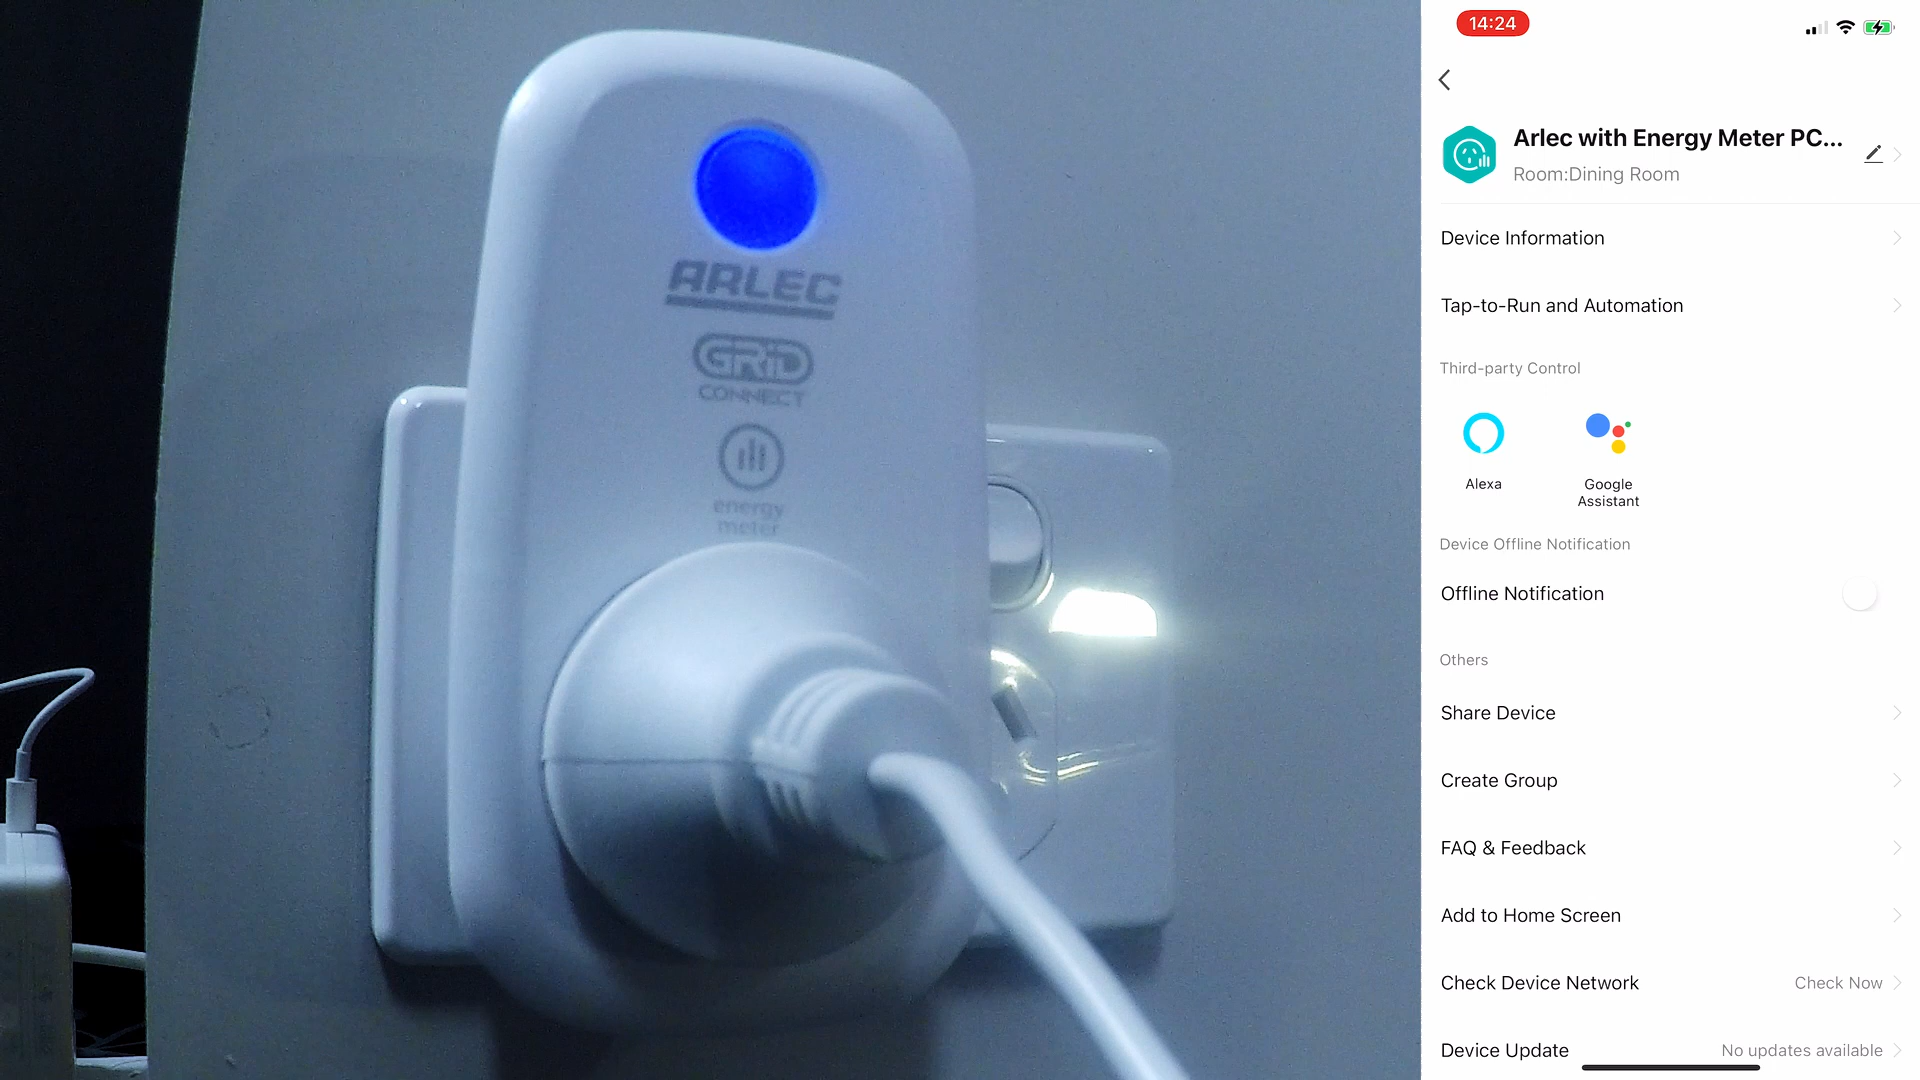 ARLEC
GRID
CONNECT
energy
meter
14:24
Arlec with Energy Meter PC...
Room:Dining Room
Device Information
Tap-to-Run and Automation
Third-party Control
Alexa
Google
Assistant
Device Offline Notification
Offline Notification
Others
Share Device
Create Group
FAQ & Feedback
Add to Home Screen
Check Device Network Check Now
Device Update No updates available